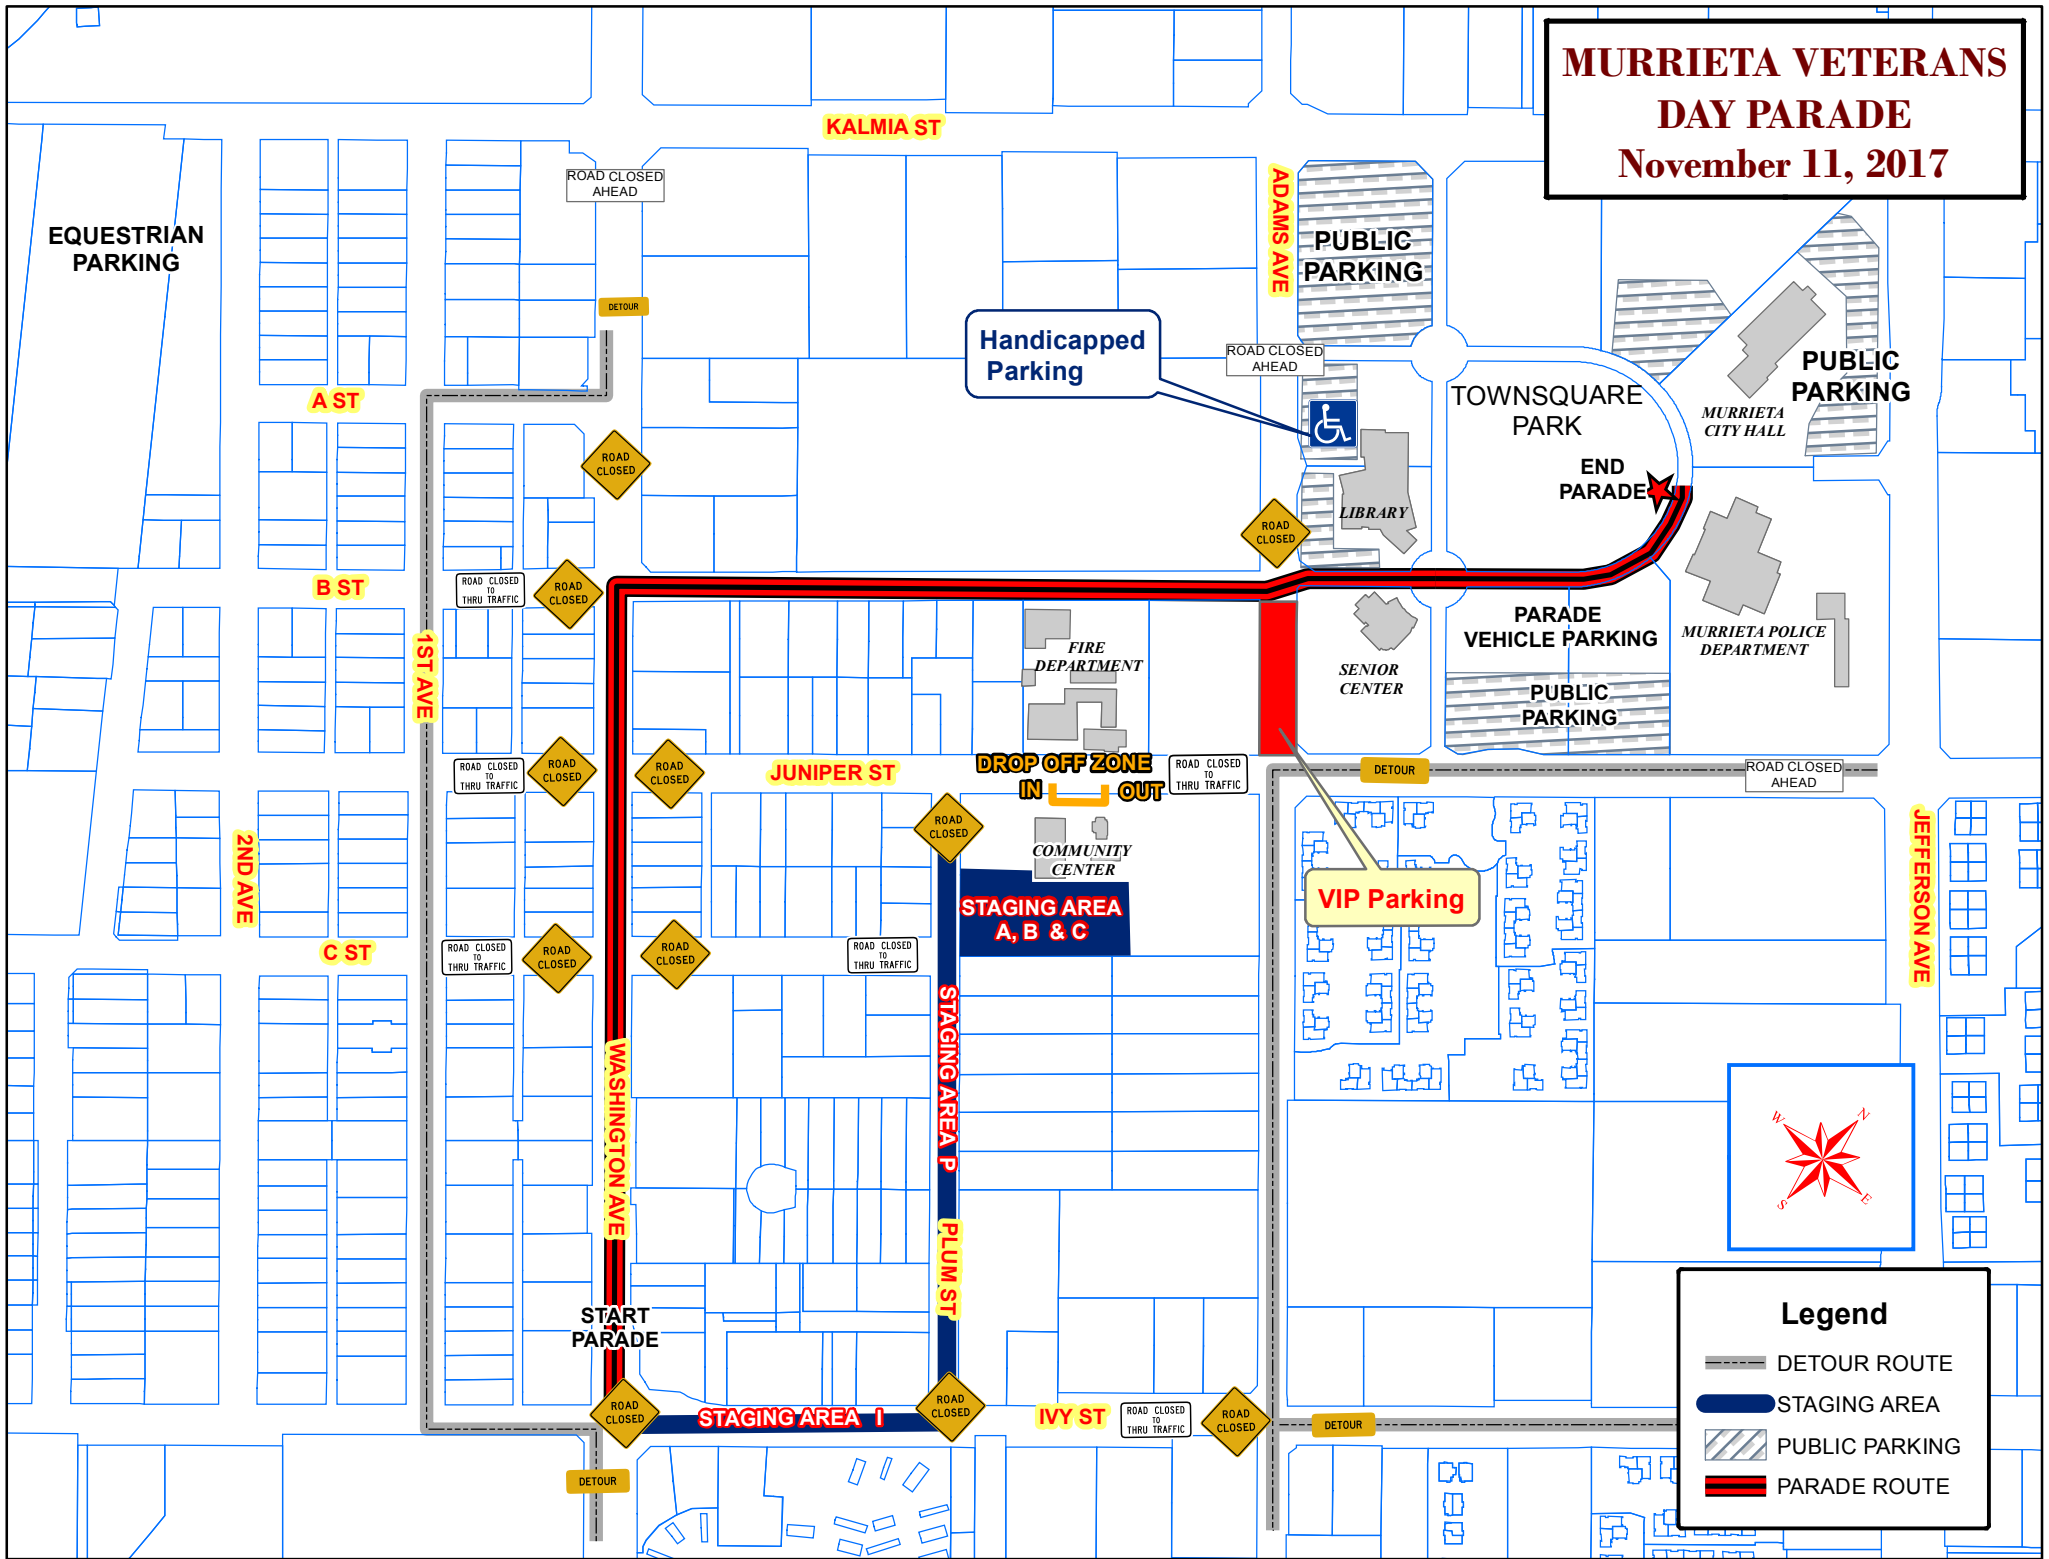 MURRIETA VETERANS
DAY PARADE
November 11, 2017
KALMIA ST
ROAD CLOSED
AHEAD
ADAMS AVE
EQUESTRIAN
PARKING
PUBLIC
PARKING
DETOUR
Handicapped
Parking
ROAD CLOSED
AHEAD
PUBLIC
PARKING
TOWNSQUARE
PARK
MURRIETA
CITY HALL
A ST
ROAD
CLOSED
END
PARADE
LIBRARY
ROAD
CLOSED
B ST
ROAD CLOSED
TO
THRU TRAFFIC
ROAD
CLOSED
1ST AVE
FIRE
DEPARTMENT
SENIOR
CENTER
PARADE
VEHICLE PARKING
MURRIETA POLICE
DEPARTMENT
PUBLIC
PARKING
ROAD CLOSED
TO
THRU TRAFFIC
ROAD
CLOSED
ROAD
CLOSED
JUNIPER ST
DROP OFF ZONE
IN
OUT
ROAD CLOSED
TO
THRU TRAFFIC
DETOUR
ROAD CLOSED
AHEAD
2ND AVE
ROAD
CLOSED
COMMUNITY
CENTER
JEFFERSON AVE
VIP Parking
STAGING AREA
A, B & C
C ST
ROAD CLOSED
TO
THRU TRAFFIC
ROAD
CLOSED
ROAD
CLOSED
ROAD CLOSED
TO
THRU TRAFFIC
STAGING AREA P
WASHINGTON AVE
PLUM ST
W
N
S
E
START
PARADE
ROAD
CLOSED
STAGING AREA I
ROAD
CLOSED
IVY ST
ROAD CLOSED
TO
THRU TRAFFIC
ROAD
CLOSED
DETOUR
DETOUR
Legend
DETOUR ROUTE
STAGING AREA
PUBLIC PARKING
PARADE ROUTE